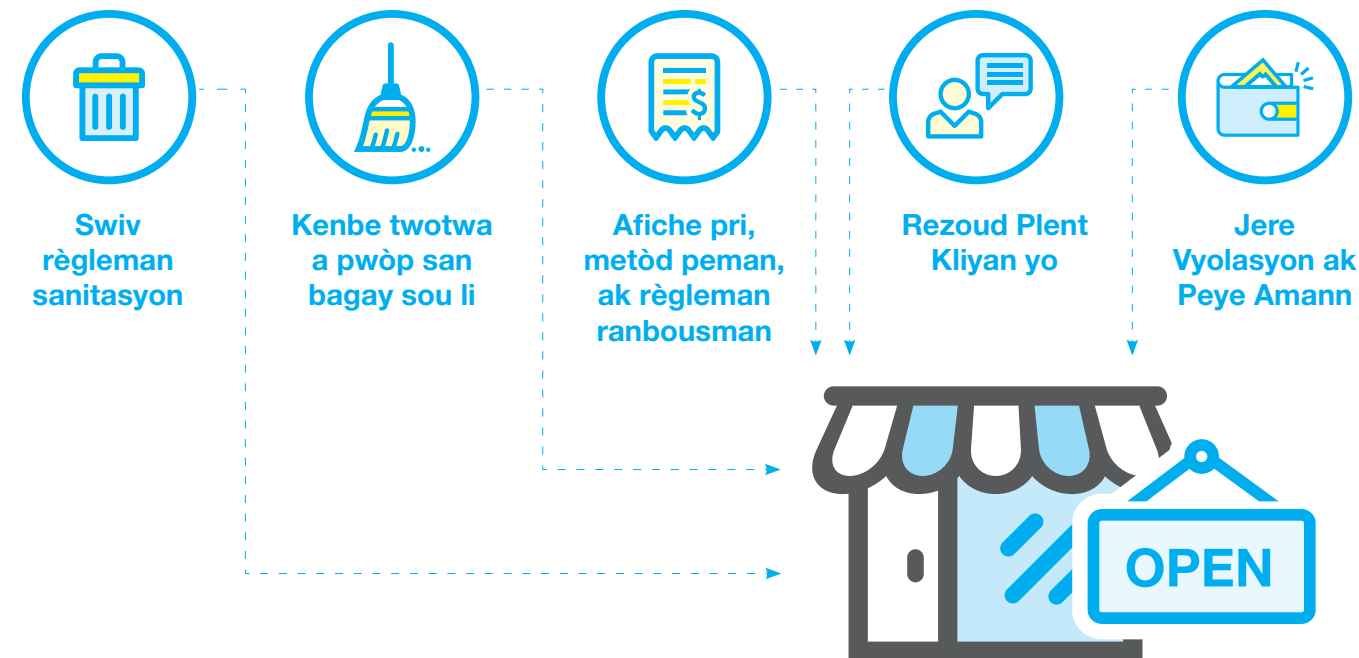 Swiv
règleman
sanitasyon
Kenbe twotwa
a pwòp san
bagay sou li
Afiche pri,
metòd peman,
ak règleman
ranbousman
Rezoud Plent
Kliyan yo
Jere
Vyolasyon ak
Peye Amann
$
OPEN